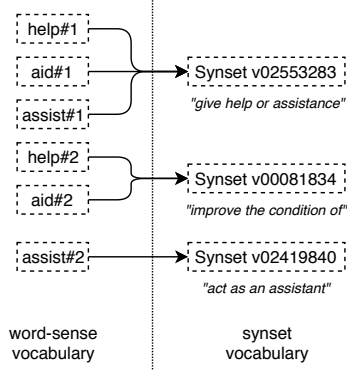 help#1
aid#1
assist#1
help#2
aid#2
assist#2
Synset v02553283
"give help or assistance"
Synset v00081834
"improve the condition of"
Synset v02419840
"act as an assistant"
word-sense
vocabulary
synset
vocabulary